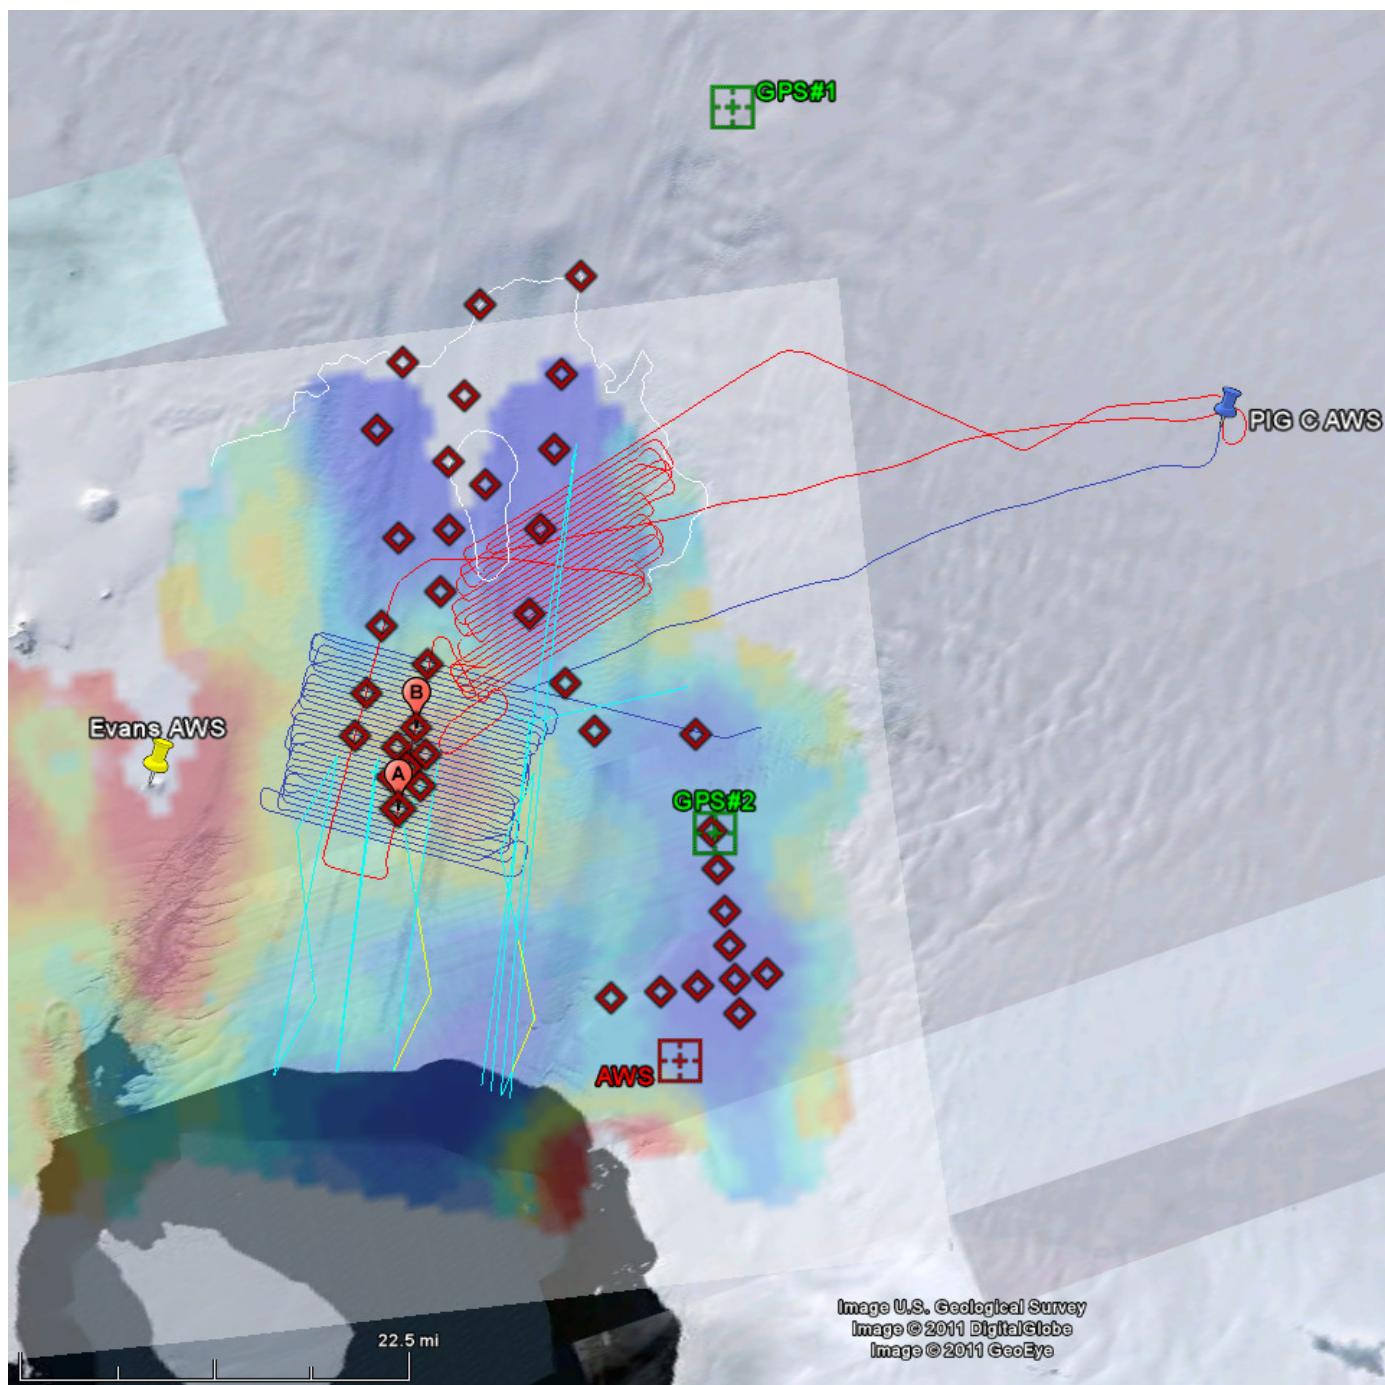 GPS#1
PIG C AWS
B
Evans AWS
A
GPS#2
AWS
Image U.S. Geological Survey
Image © 2011 DigitalGlobe
Image © 2011 GeoEye
22.5 mi